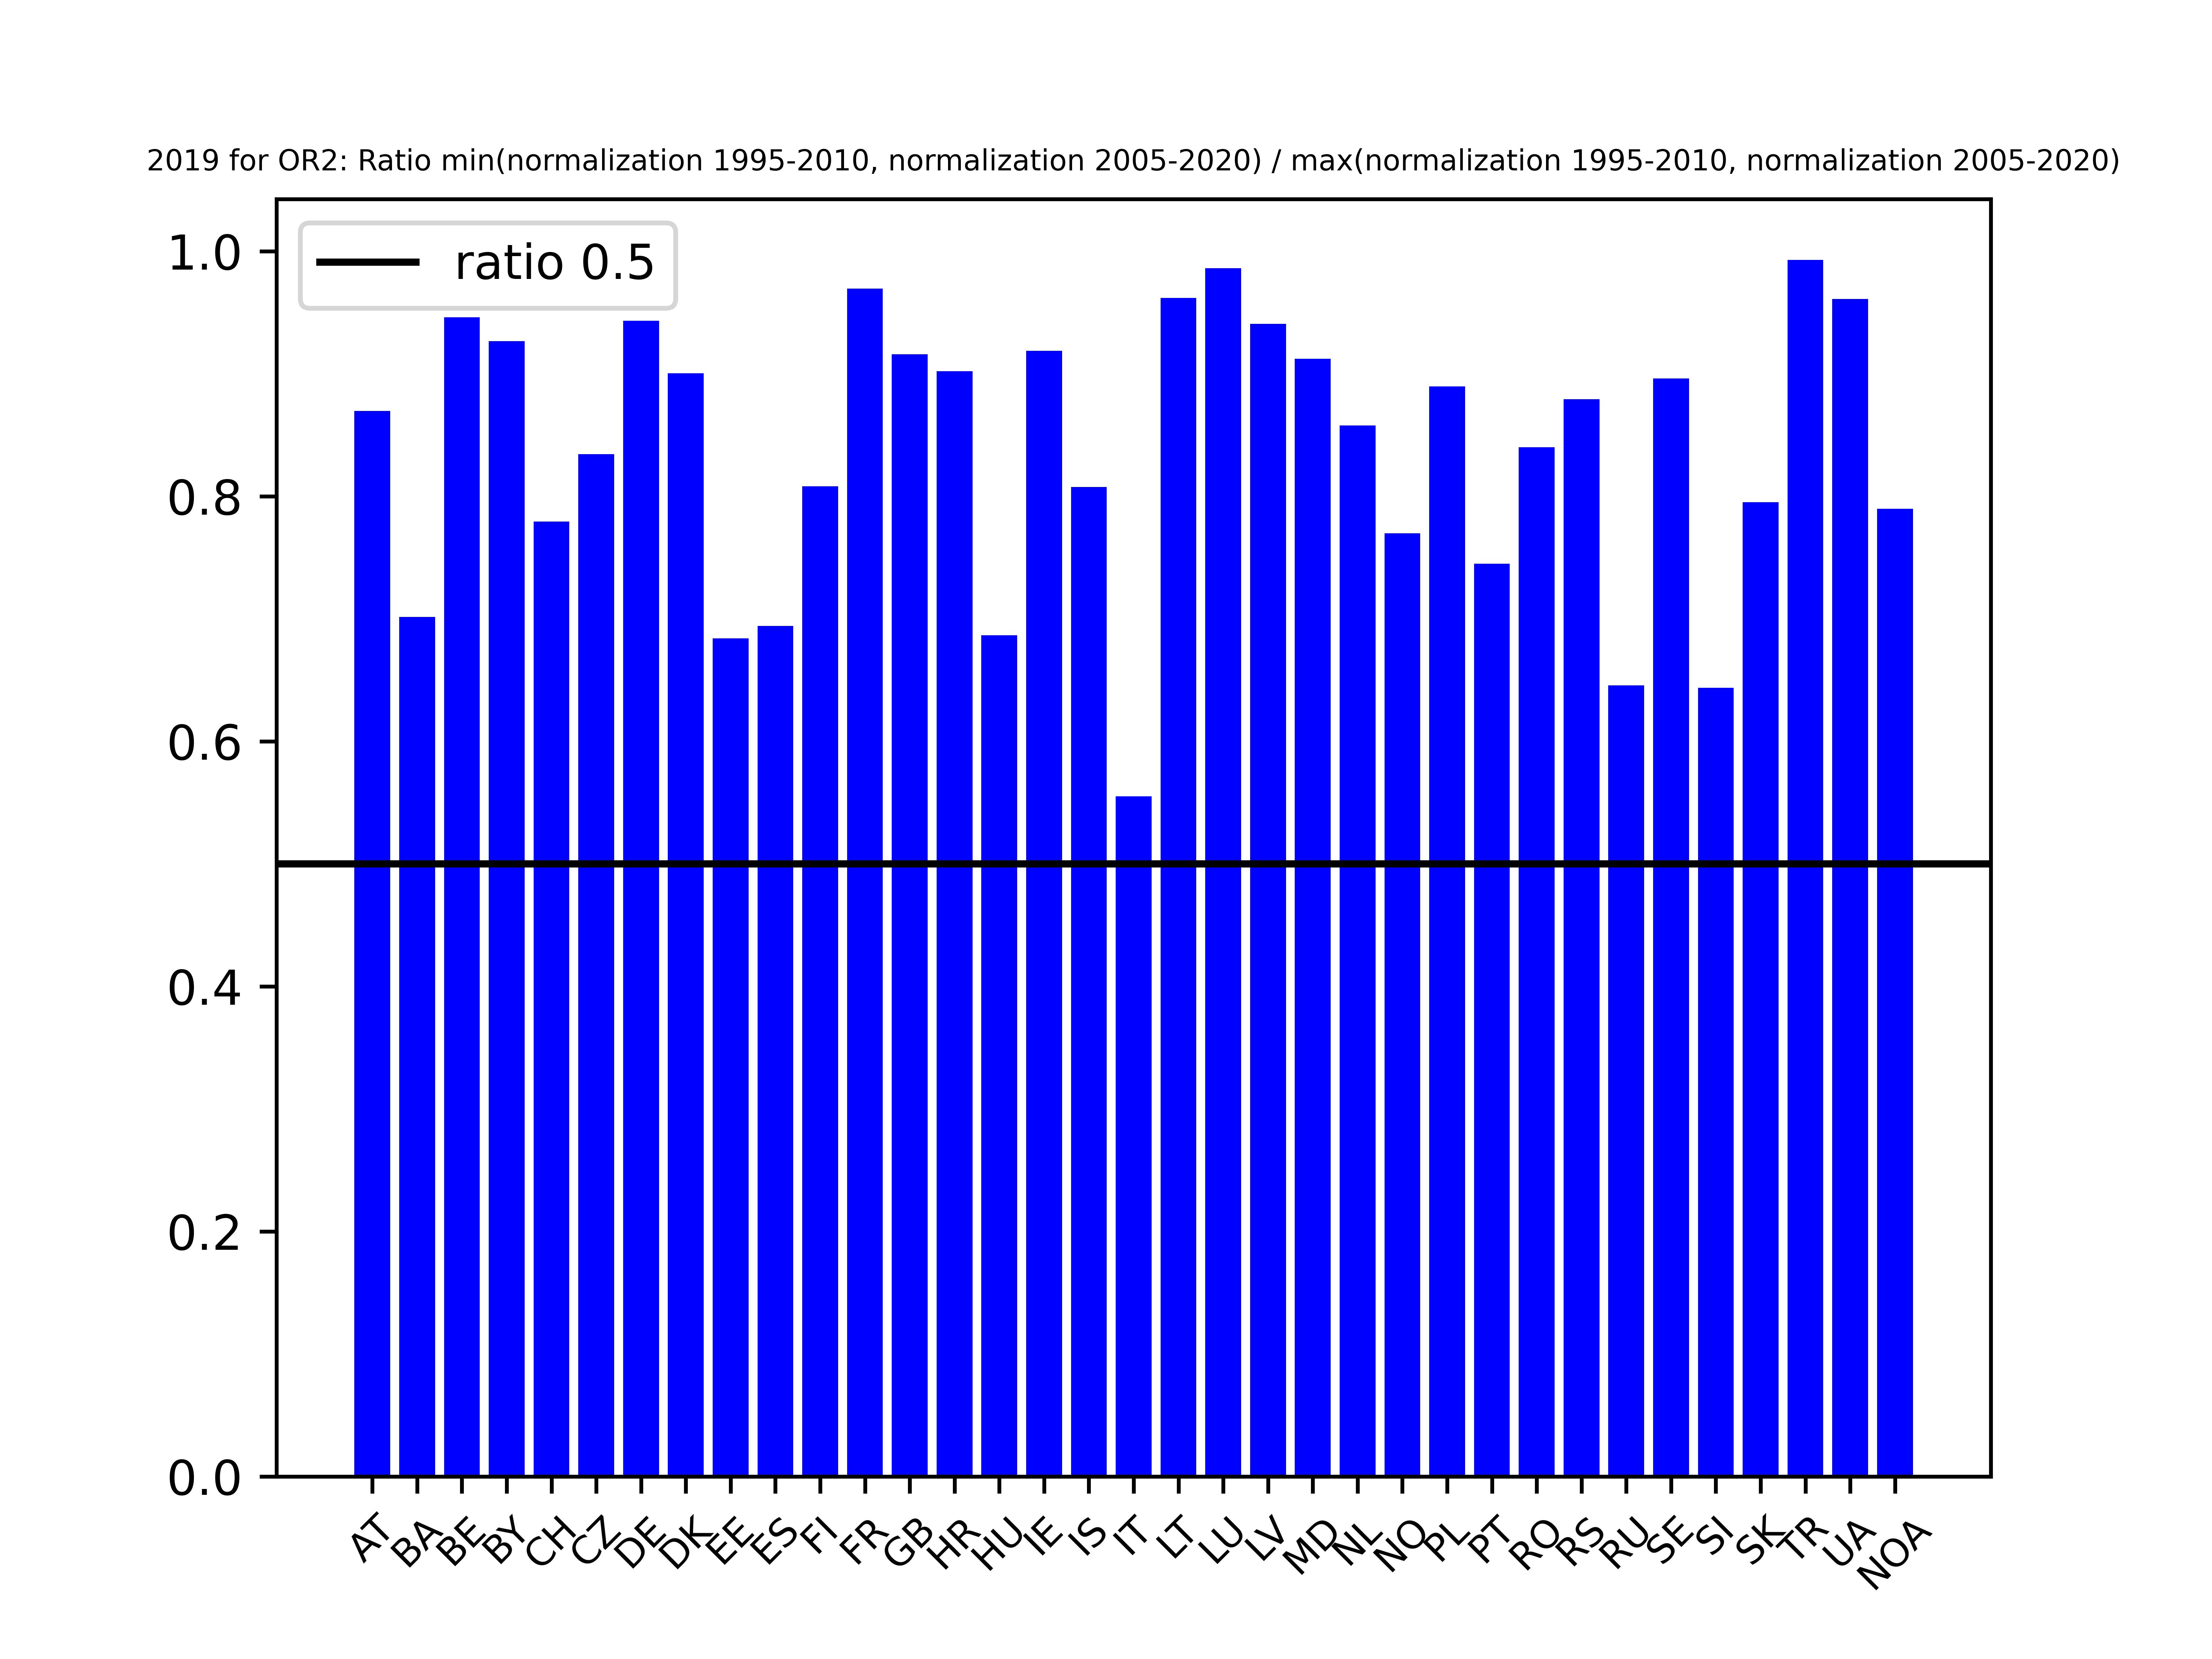 2019 for OR2: Ratio min(normalization 1995-2010, normalization 2005-2020) / max(normalization 1995-2010, normalization 2005-2020)
ratio 0.5
1.0
0.8
0.6
0.4
0.2
0.0
AT BA BE BY CH CZ DE DK EE ES FI FR GB HR HU IE IS IT LT LU LV MD NL NO PL PT RO RS RU SE SI SK TR UA NOA